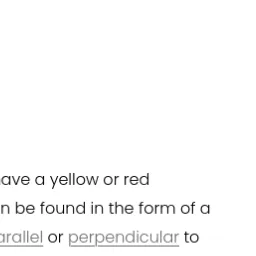 ave a yellow or red
n be found in the form of a
arallel or perpendicular to